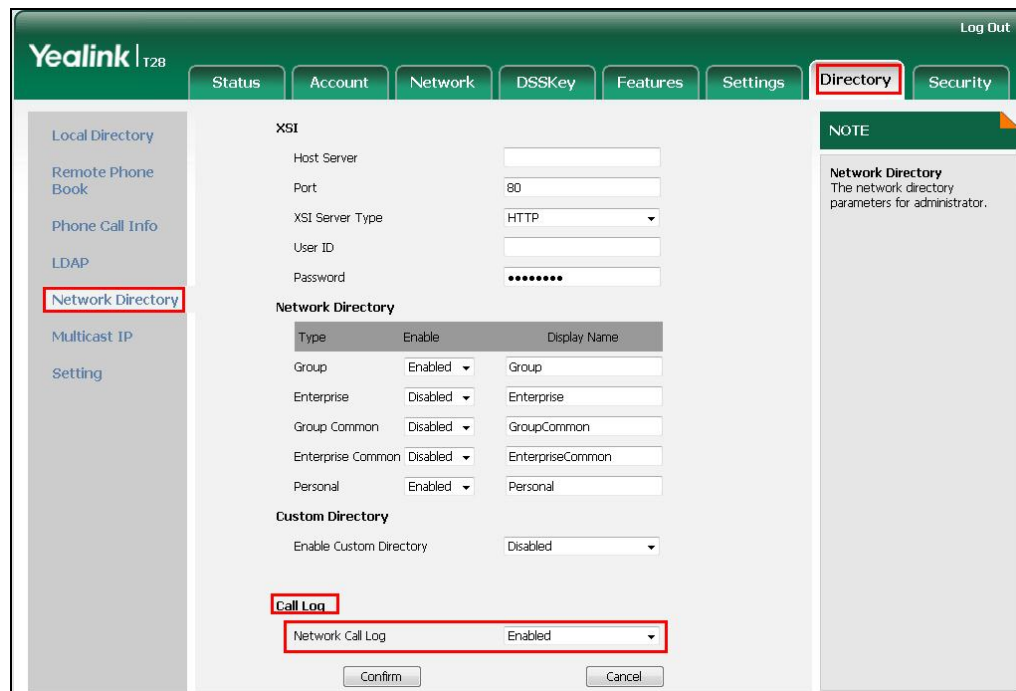 Log Out
Yealink | T28
Status Account Network DSSKey Features Settings Directory Security
Local Directory
Remote Phone
Book
Phone Call Info
LDAP
Network Directory
Multicast IP
Setting
XSI
Host Server
Port 80
XSI Server Type HTTP
User ID
Password ••••••••
Network Directory
Type Enable Display Name
Group Enabled Group
Enterprise Disabled Enterprise
Group Common Disabled GroupCommon
Enterprise Common Disabled EnterpriseCommon
Personal Enabled Personal
Custom Directory
Enable Custom Directory Disabled
Call Log
Network Call Log Enabled
Confirm Cancel
NOTE
Network Directory
The network directory
parameters for administrator.